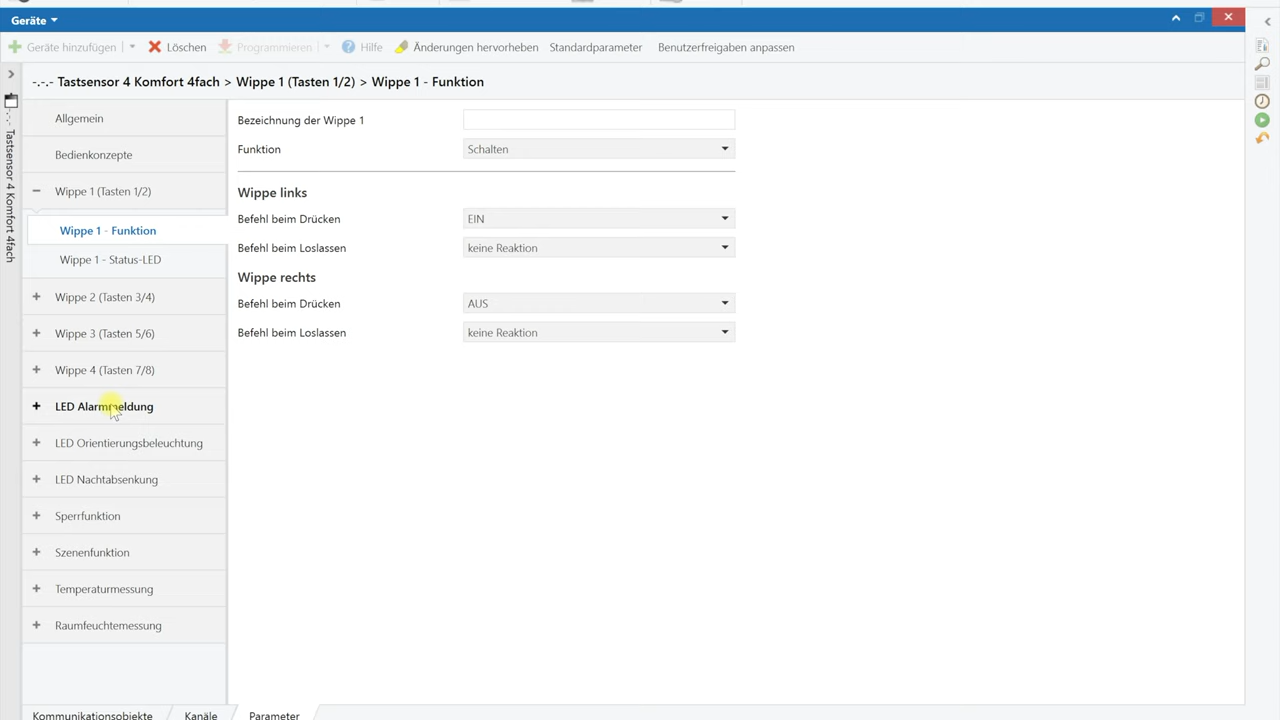 Geräte
Geräte hinzufügen Löschen Programmieren Hilfe Änderungen hervorheben Standardparameter Benutzerfreigaben anpassen
-.-.- Tastsensor 4 Komfort 4fach > Wippe 1 (Tasten 1/2) > Wippe 1 - Funktion
-.-.- Tastsensor 4 Komfort 4fach
Allgemein
Bedienkonzepte
Wippe 1 (Tasten 1/2)
Wippe 1 - Funktion
Wippe 1 - Status-LED
Wippe 2 (Tasten 3/4)
Wippe 3 (Tasten 5/6)
Wippe 4 (Tasten 7/8)
LED Alarmmeldung
LED Orientierungsbeleuchtung
LED Nachtabsenkung
Sperrfunktion
Szenenfunktion
Temperaturmessung
Raumfeuchtemessung
Bezeichnung der Wippe 1
Funktion Schalten
Wippe links
Befehl beim Drücken EIN
Befehl beim Loslassen keine Reaktion
Wippe rechts
Befehl beim Drücken AUS
Befehl beim Loslassen keine Reaktion
Kommunikationsobjekte Kanäle Parameter